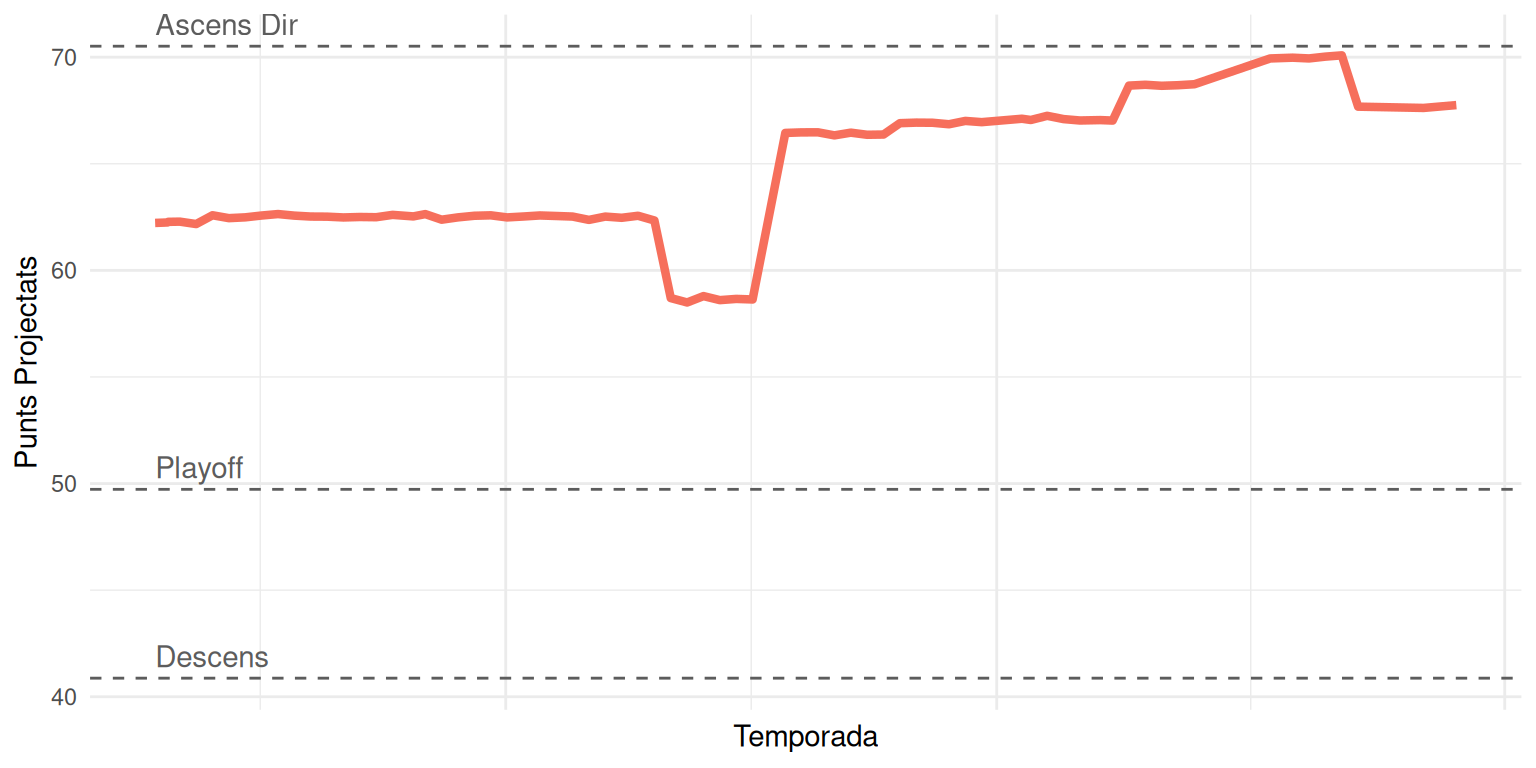 Ascens Dir
70
60
Punts Projectats
Playoff
50
Descens
40
Temporada